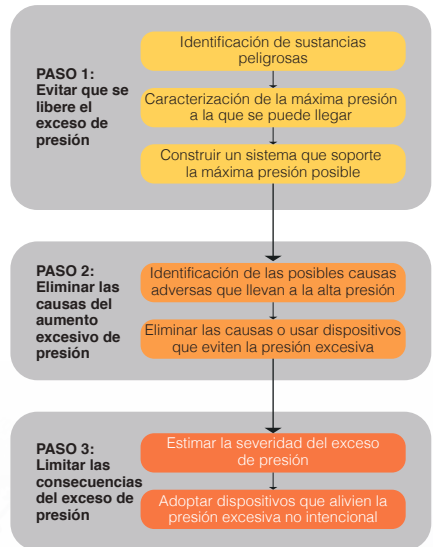 PASO 1:
Evitar que se
libere el
exceso de
presión
Identificación de sustancias
peligrosas
Caracterización de la máxima presión
a la que se puede llegar
Construir un sistema que soporte
la máxima presión posible
PASO 2:
Eliminar las
causas del
aumento
excesivo de
presión
Identificación de las posibles causas
adversas que llevan a la alta presión
Eliminar las causas o usar dispositivos
que eviten la presión excesiva
PASO 3:
Limitar las
consecuencias
del exceso de
presión
Estimar la severidad del exceso
de presión
Adoptar dispositivos que alivien la
presión excesiva no intencional